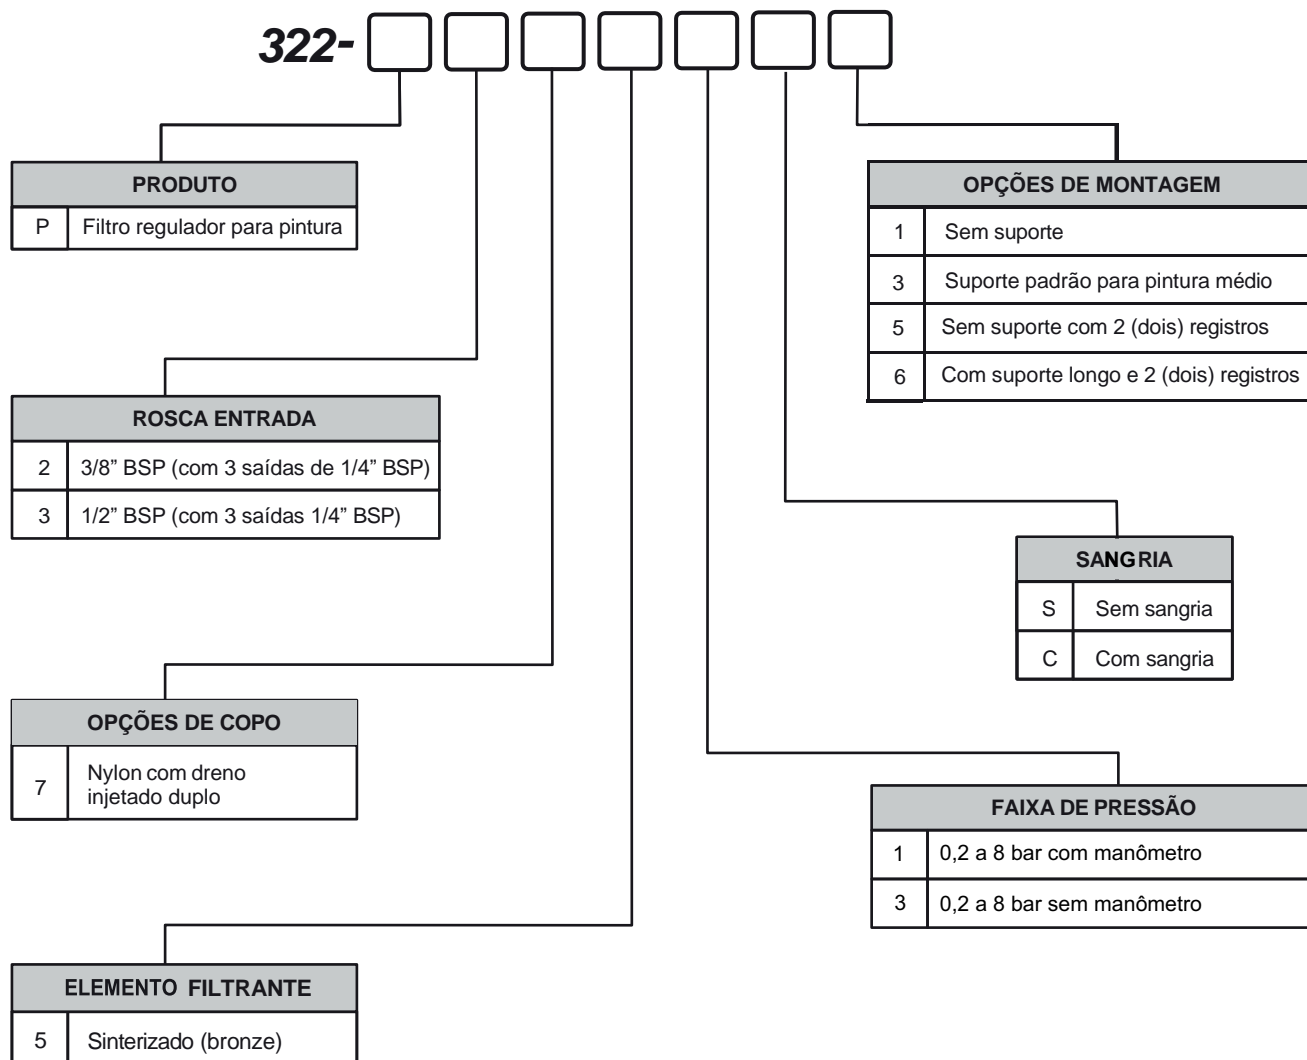 322-
PRODUTO
P Filtro regulador para pintura
ROSCA ENTRADA
2 3/8” BSP (com 3 saídas de 1/4” BSP)
3 1/2” BSP (com 3 saídas 1/4” BSP)
OPÇÕES DE COPO
7 Nylon com dreno
injetado duplo
ELEMENTO FILTRANTE
5 Sinterizado (bronze)
OPÇÕES DE MONTAGEM
1 Sem suporte
3 Suporte padrão para pintura médio
5 Sem suporte com 2 (dois) registros
6 Com suporte longo e 2 (dois) registros
SANGRIA
S Sem sangria
C Com sangria
FAIXA DE PRESSÃO
1 0,2 a 8 bar com manômetro
3 0,2 a 8 bar sem manômetro